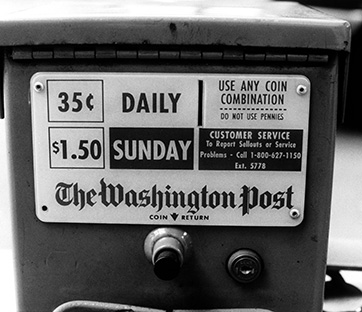 35¢ DAILY
$1.50 SUNDAY
USE ANY COIN
COMBINATION
DO NOT USE PENNIES
CUSTOMER SERVICE
To Report Sellouts or Service
Problems - Call 1-800-627-1150
Ext. 5778
The Washington Post
COIN RETURN